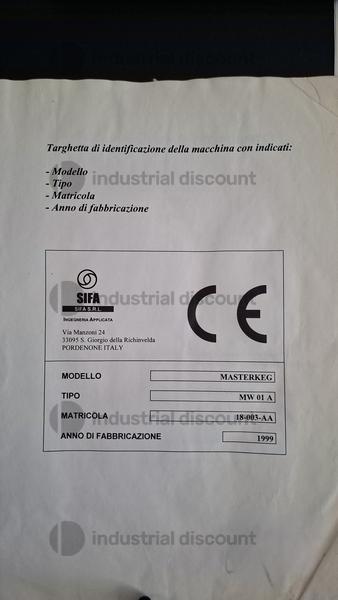 industrial discount
Targhetta di identificazione della macchina con indicati:
- Modello
- Tipo
industrial discount
- Matricola
- Anno di fabbricazione
SIFA
SIFA S.R.L.
INGEGNERIA APPLICATA
CE
industrial discount
Via Manzoni 24
33095 S. Giorgio della Richinvelda
PORDENONE ITALY
MODELLO MASTERKEG
TIPO MW 01 A
MATRICOLA 18-003-AA
industrial discount
ANNO DI FABBRICAZIONE 1999
industrial discount